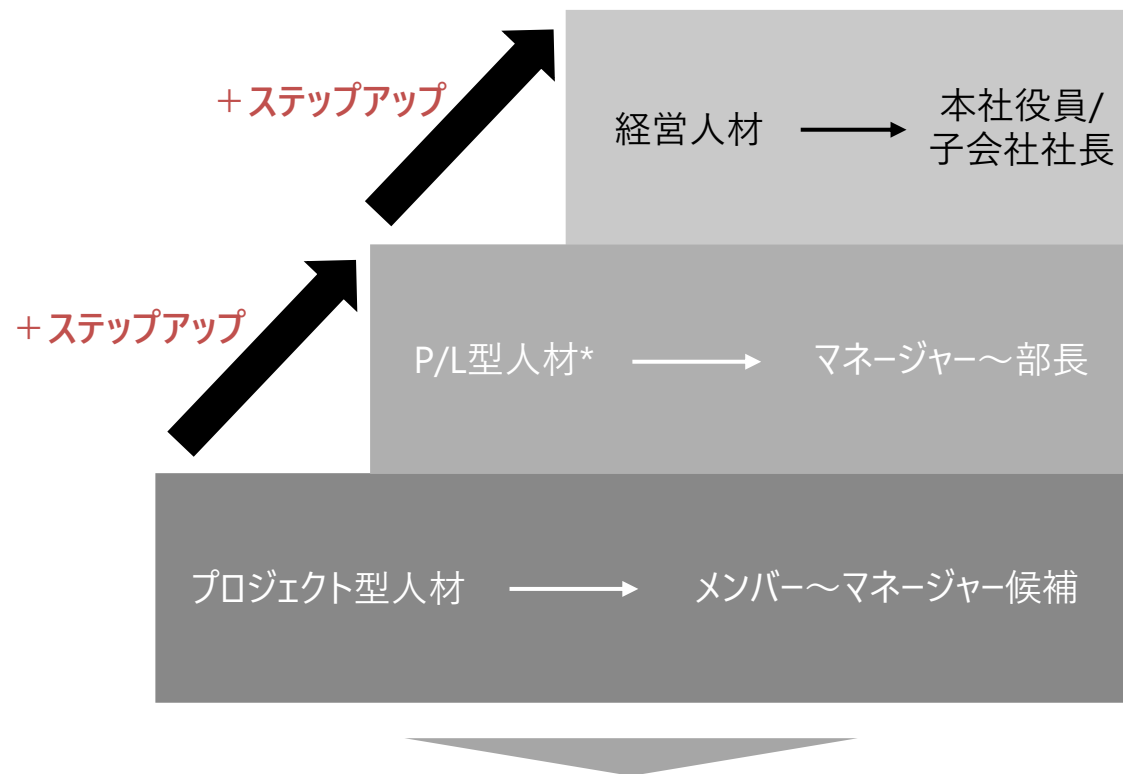 ＋ステップアップ
経営人材
本社役員/
子会社社長
＋ステップアップ
P/L型人材*
マネージャー～部長
プロジェクト型人材
メンバー～マネージャー候補